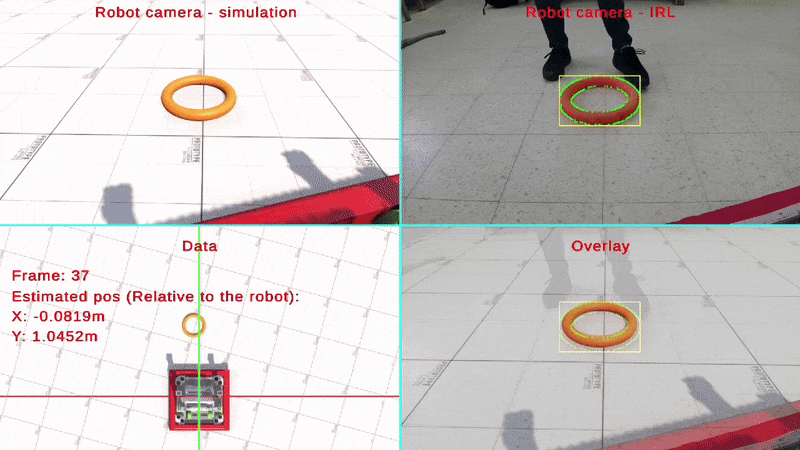 Robot camera - simulation
Robot camera - IRL
Data
Frame: 37
Estimated pos (Relative to the robot):
X: -0.0819m
Y: 1.0452m
Overlay